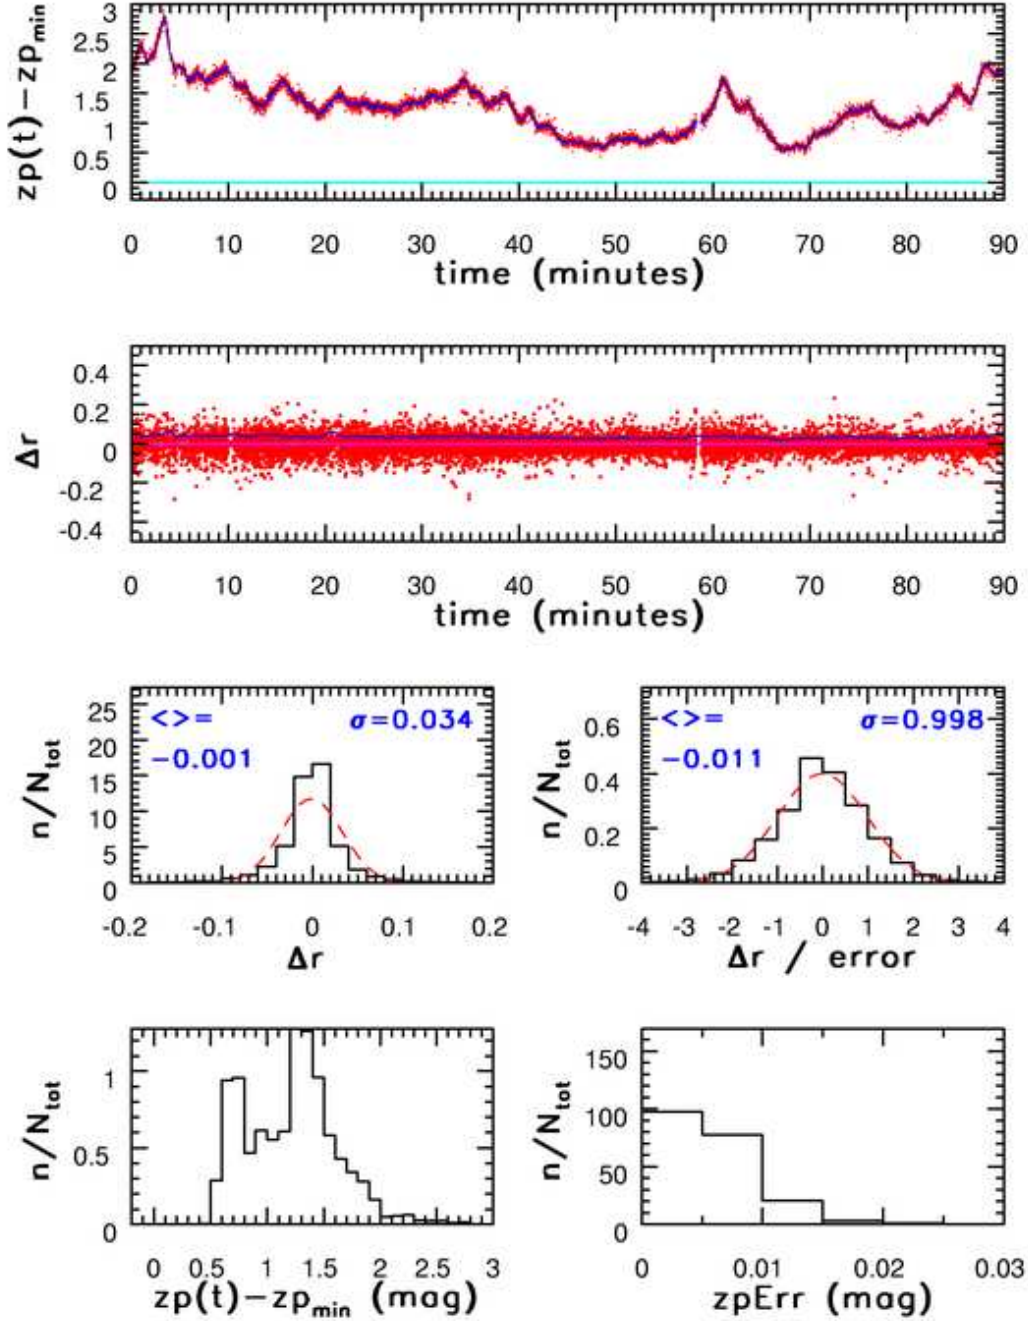 zp(t)−zp_min
3
2.5
2
1.5
1
0.5
0
0 10 20 30 40 50 60 70 80 90
time (minutes)
Δr
0.4
0.2
0
-0.2
-0.4
0 10 20 30 40 50 60 70 80 90
time (minutes)
n/N_tot
25
20
15
10
5
0
<>= σ=0.034
−0.001
-0.2 -0.1 0 0.1 0.2
Δr
n/N_tot
0.6
0.4
0.2
0
<>= σ=0.998
−0.011
-4 -3 -2 -1 0 1 2 3 4
Δr / error
n/N_tot
1
0.5
0
0 0.5 1 1.5 2 2.5 3
zp(t)−zp_min (mag)
n/N_tot
150
100
50
0
0 0.01 0.02 0.03
zpErr (mag)